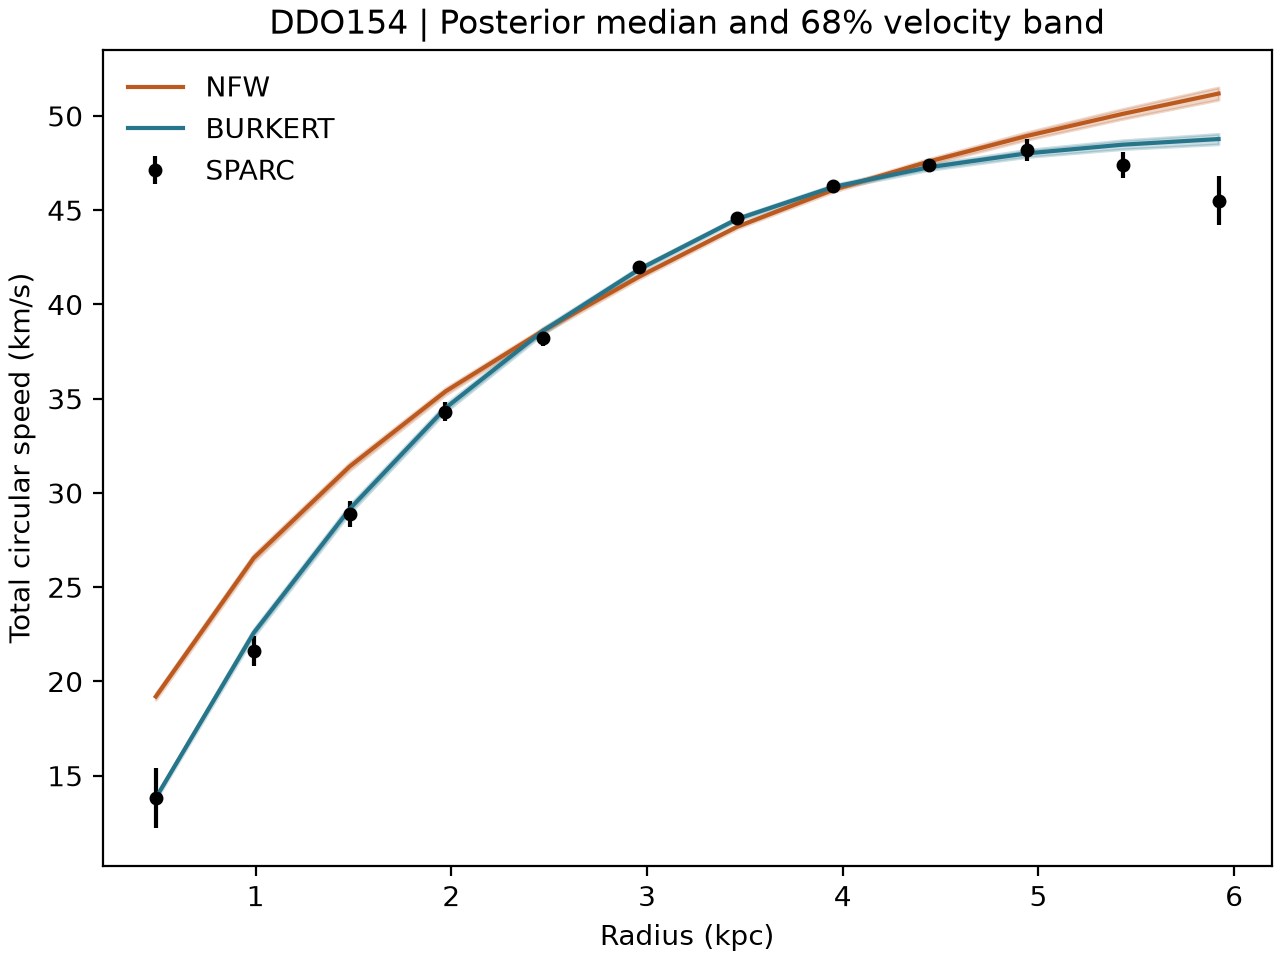 DDO154 | Posterior median and 68% velocity band
NFW
BURKERT
SPARC
Total circular speed (km/s)
50
45
40
35
30
25
20
15
1 2 3 4 5 6
Radius (kpc)